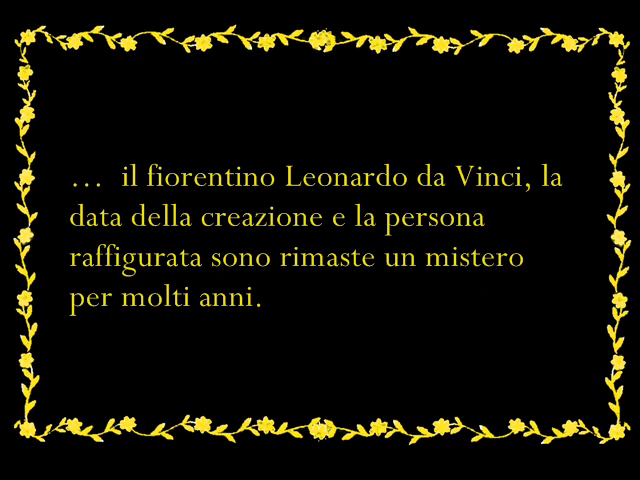 ... il fiorentino Leonardo da Vinci, la
data della creazione e la persona
raffigurata sono rimaste un mistero
per molti anni.